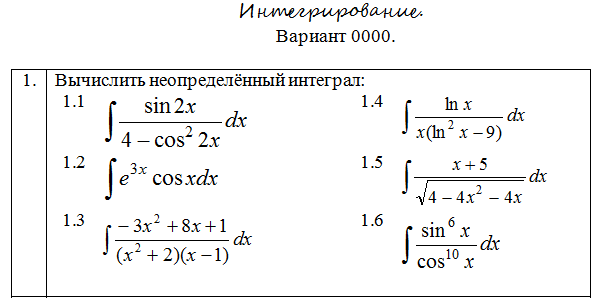 Интегрирование.
Вариант 0000.
1. Вычислить неопределённый интеграл:
1.1 ∫ sin 2x / (4 − cos² 2x) dx
1.4 ∫ ln x / (x(ln² x − 9)) dx
1.2 ∫ e^{3x} cos x dx
1.5 ∫ (x + 5) / √(4 − 4x² − 4x) dx
1.3 ∫ (−3x² + 8x + 1) / ((x² + 2)(x − 1)) dx
1.6 ∫ sin⁶ x / cos¹⁰ x dx